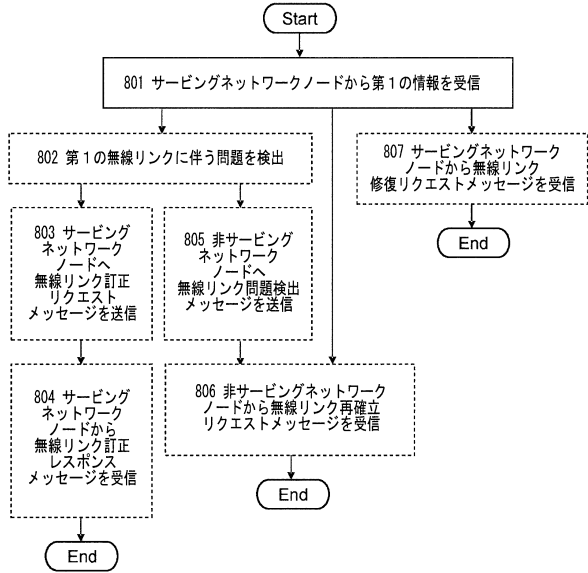 Start
801 サービングネットワークノードから第1の情報を受信
802 第1の無線リンクに伴う問題を検出
807 サービングネットワーク
ノードから無線リンク
修復リクエストメッセージを受信
End
803 サービング
ネットワーク
ノードへ
無線リンク訂正
リクエスト
メッセージを送信
805 非サービング
ネットワーク
ノードへ
無線リンク問題検出
メッセージを送信
804 サービング
ネットワーク
ノードから
無線リンク訂正
レスポンス
メッセージを受信
806 非サービングネットワーク
ノードから無線リンク再確立
リクエストメッセージを受信
End
End